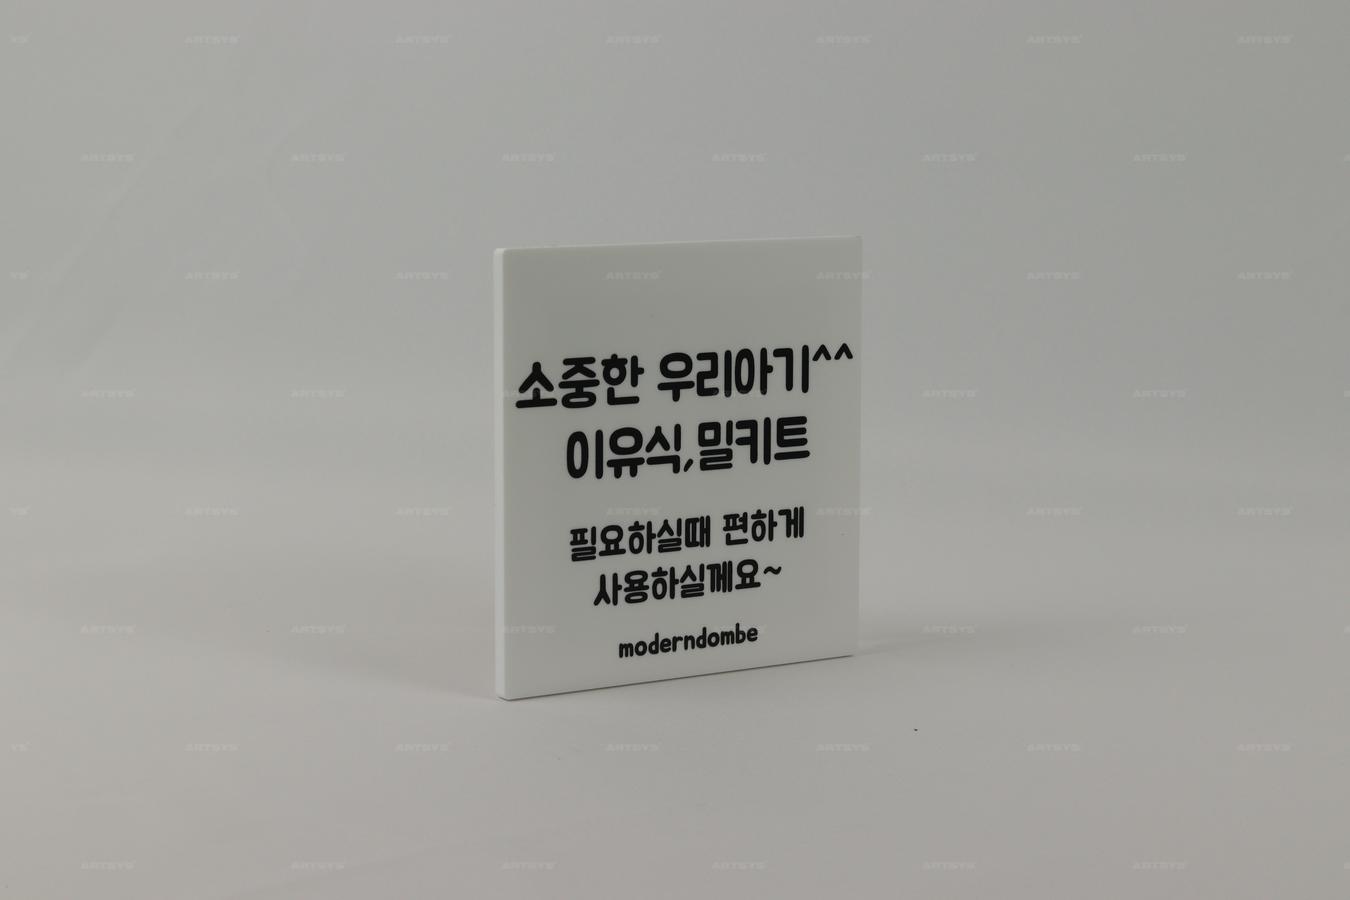 소중한 우리아기^^
이유식,밀키트
필요하실때 편하게
사용하실께요~
moderndombe
ARTSYS